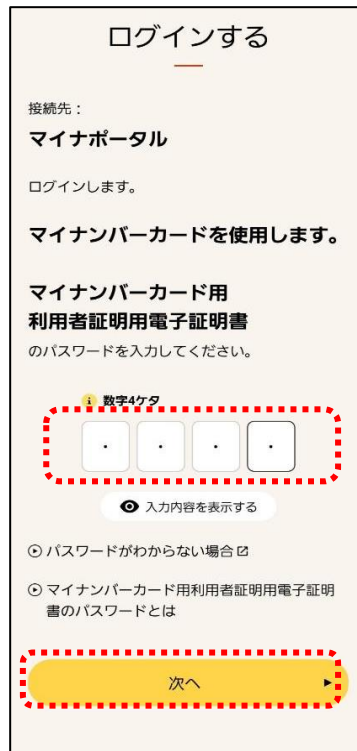 ログインする
接続先：
マイナポータル
ログインします。
マイナンバーカードを使用します。
マイナンバーカード用
利用者証明用電子証明書
のパスワードを入力してください。
数字4ケタ
入力内容を表示する
パスワードがわからない場合
マイナンバーカード用利用者証明用電子証明
書のパスワードとは
次へ